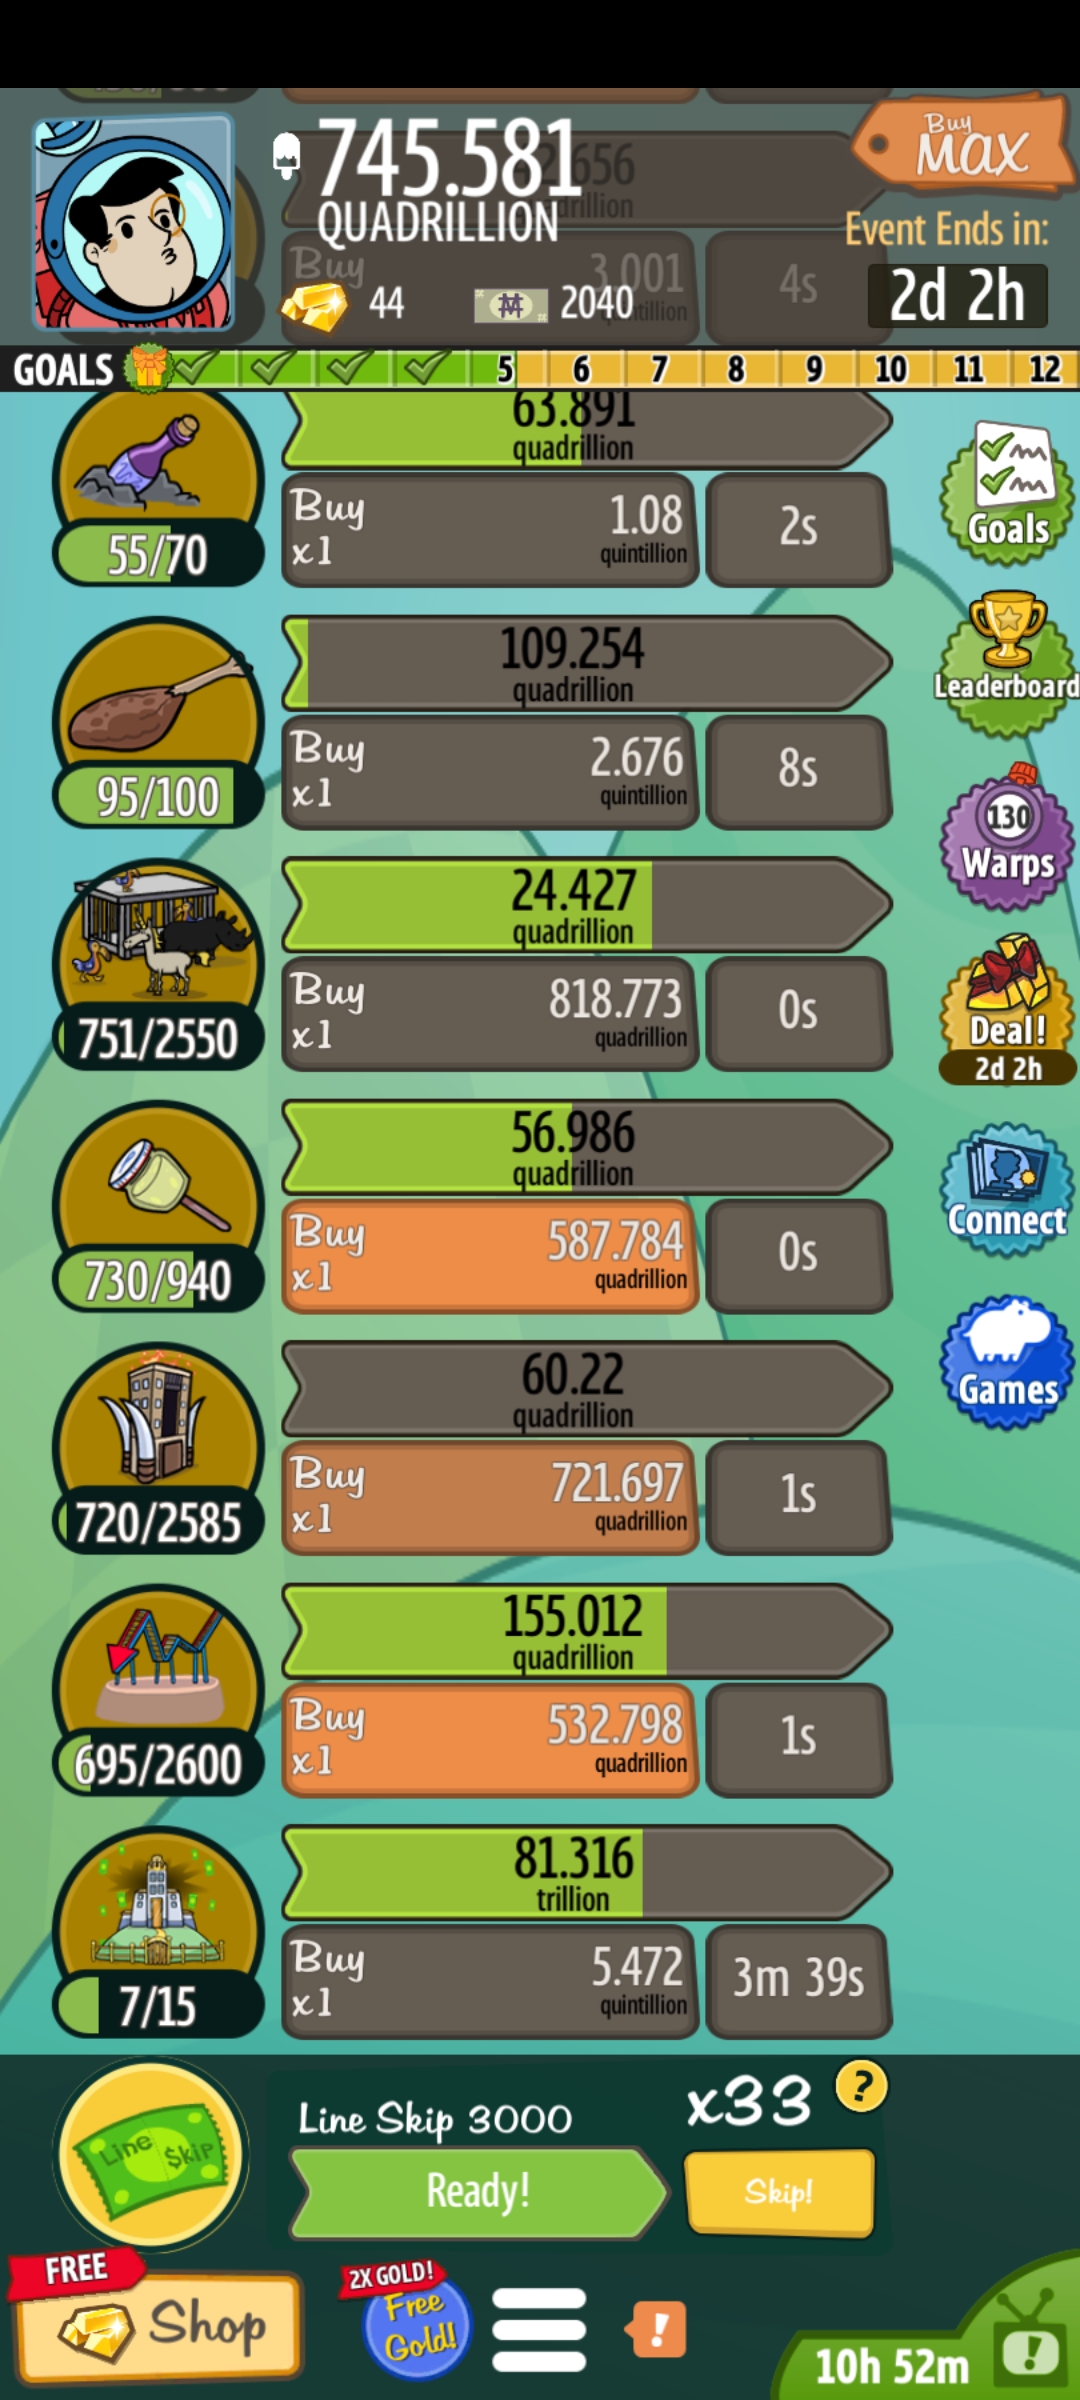 745.581
QUADRILLION
Buy
MAX
Event Ends in:
2d 2h
44
2040
Buy
3.001
4s
GOALS
5
6
7
8
9
10
11
12
63.891
quadrillion
Buy
x1
1.08
quintillion
2s
55/70
Goals
109.254
quadrillion
Buy
x1
2.676
quintillion
8s
95/100
Leaderboard
24.427
quadrillion
Buy
x1
818.773
quadrillion
0s
751/2550
130
Warps
Deal!
2d 2h
56.986
quadrillion
Buy
x1
587.784
quadrillion
0s
730/940
Connect
60.22
quadrillion
Buy
x1
721.697
quadrillion
1s
720/2585
Games
155.012
quadrillion
Buy
x1
532.798
quadrillion
1s
695/2600
81.316
trillion
Buy
x1
5.472
quintillion
3m 39s
7/15
Line $kip
Line Skip 3000
x33
?
Ready!
Skip!
FREE
Shop
2X GOLD!
Free
Gold!
!
10h 52m
!